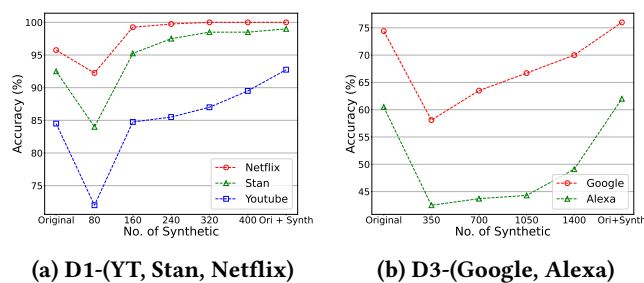 100
95
90
85
80
75
Accuracy (%)
Netflix
Stan
Youtube
Original 80 160 240 320 400 Ori + Synth
No. of Synthetic
(a) D1-(YT, Stan, Netflix)
75
70
65
60
55
50
45
Accuracy (%)
Google
Alexa
Original 350 700 1050 1400 Ori+Synth
No. of Synthetic
(b) D3-(Google, Alexa)